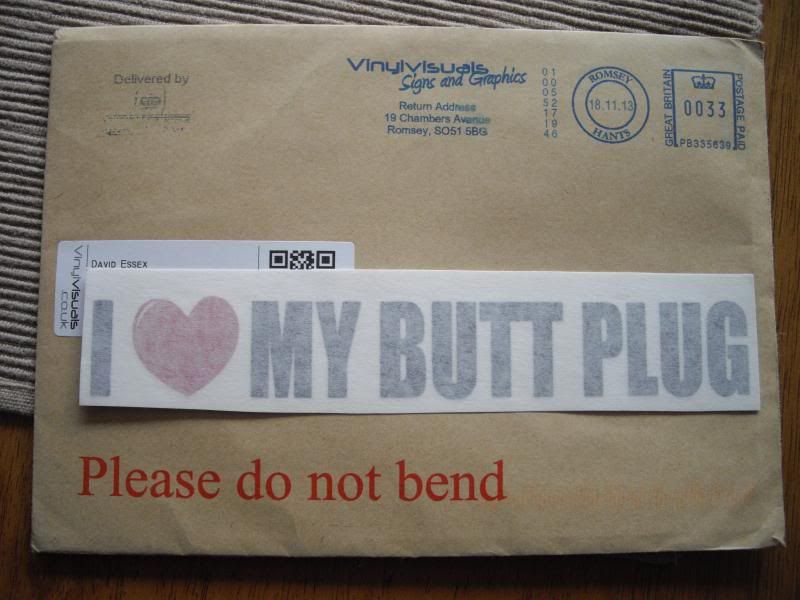 Delivered by
Vinylvisuals
Signs and Graphics
Return Address
19 Chambers Avenue
Romsey, SO51 5BG
01
00
05
52
17
19
46
ROMSEY
18.11.13
HANTS
GREAT BRITAIN
0033
POSTAGE PAID
PB335639
Vinylvisuals
.co.uk
DAVID ESSEX
I ❤ MY BUTT PLUG
Please do not bend